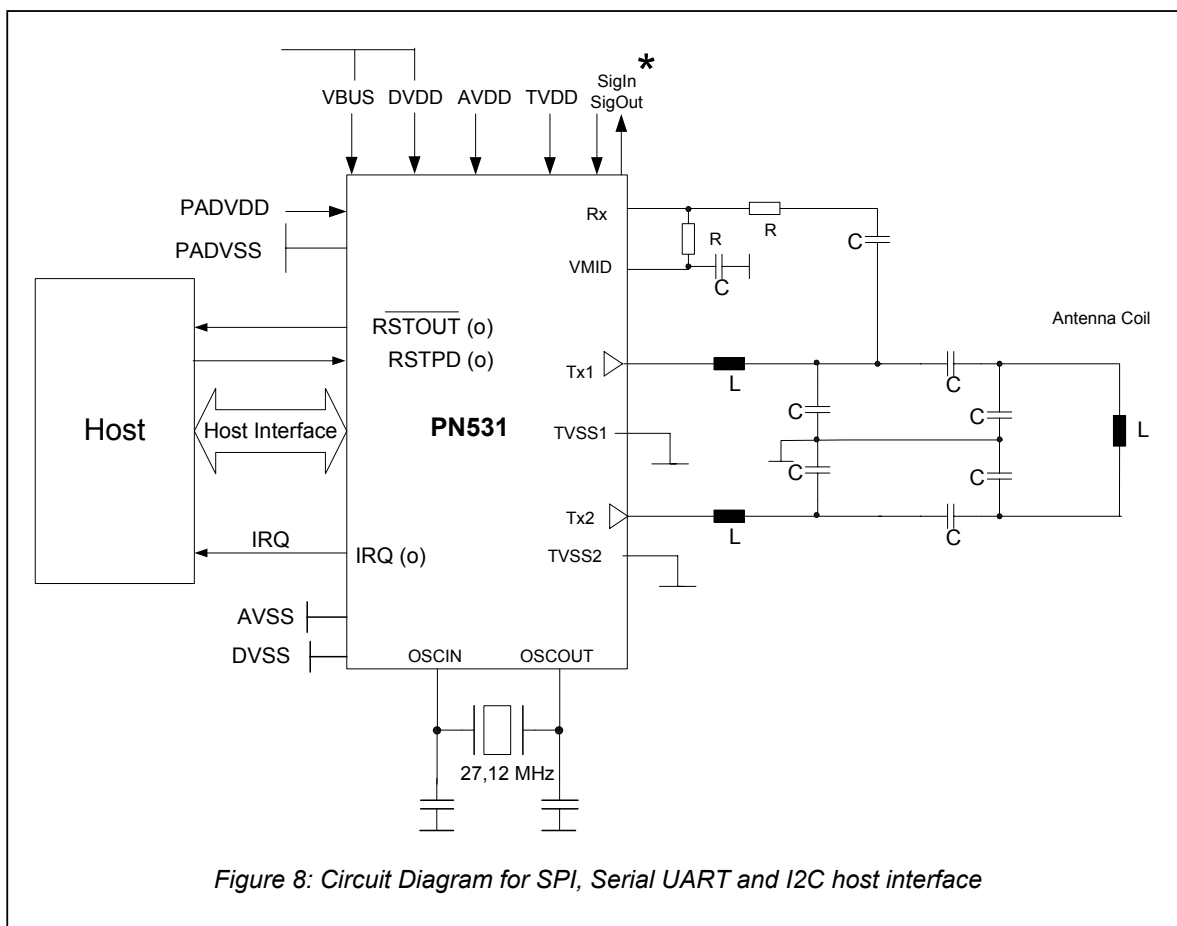 *
SigIn
SigOut
VBUS DVDD AVDD TVDD
PADVDD
PADVSS
Rx
R
R
C
VMID
C
Antenna Coil
RSTOUT (o)
RSTPD (o)
Tx1
L
C
C
C
Host
Host Interface
PN531
TVSS1
L
C
C
Tx2
L
C
IRQ
IRQ (o)
TVSS2
AVSS
DVSS
OSCIN OSCOUT
27,12 MHz
Figure 8: Circuit Diagram for SPI, Serial UART and I2C host interface